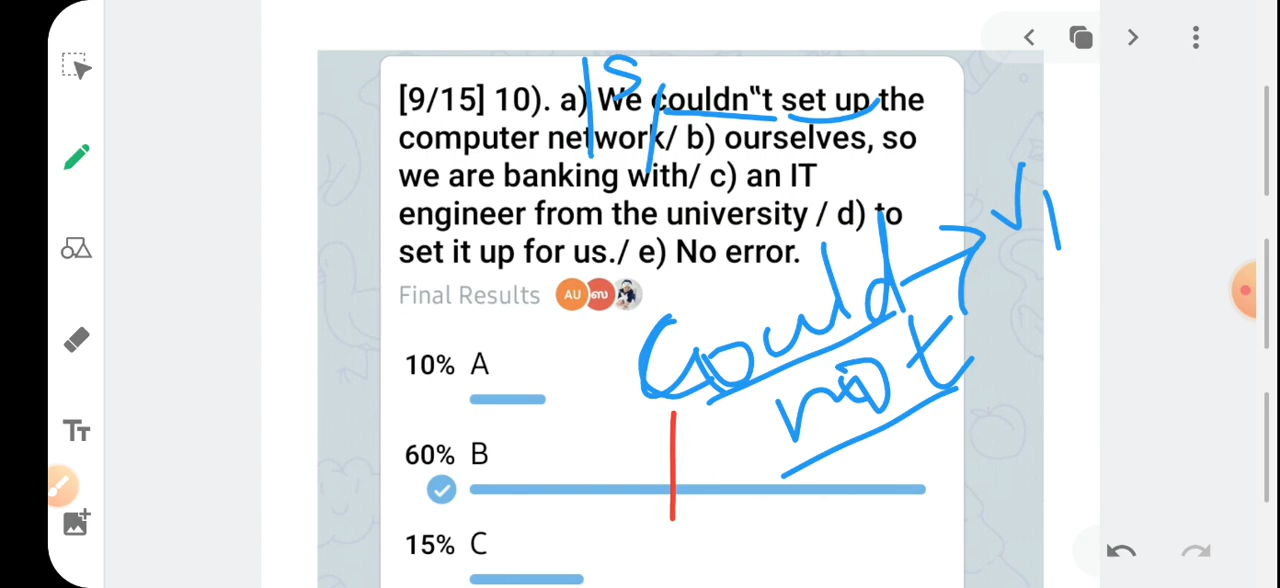 [9/15] 10). a) We couldn‟t set up the
computer network/ b) ourselves, so
we are banking with/ c) an IT
engineer from the university / d) to
set it up for us./ e) No error.
Final Results AU ஸ
10% A
60% B
15% C
S
Could → V1
not
Tт